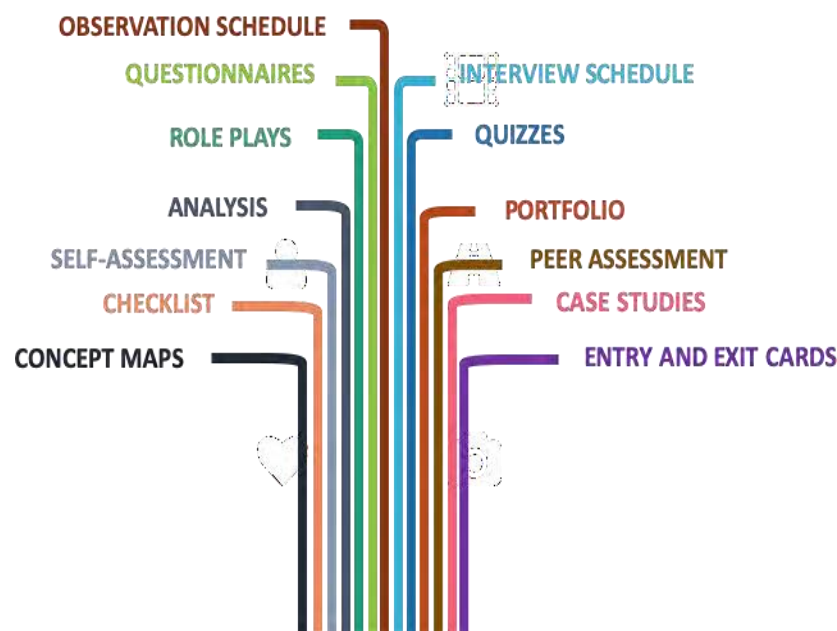 OBSERVATION SCHEDULE
QUESTIONNAIRES
INTERVIEW SCHEDULE
ROLE PLAYS
QUIZZES
ANALYSIS
PORTFOLIO
SELF-ASSESSMENT
PEER ASSESSMENT
CHECKLIST
CASE STUDIES
CONCEPT MAPS
ENTRY AND EXIT CARDS